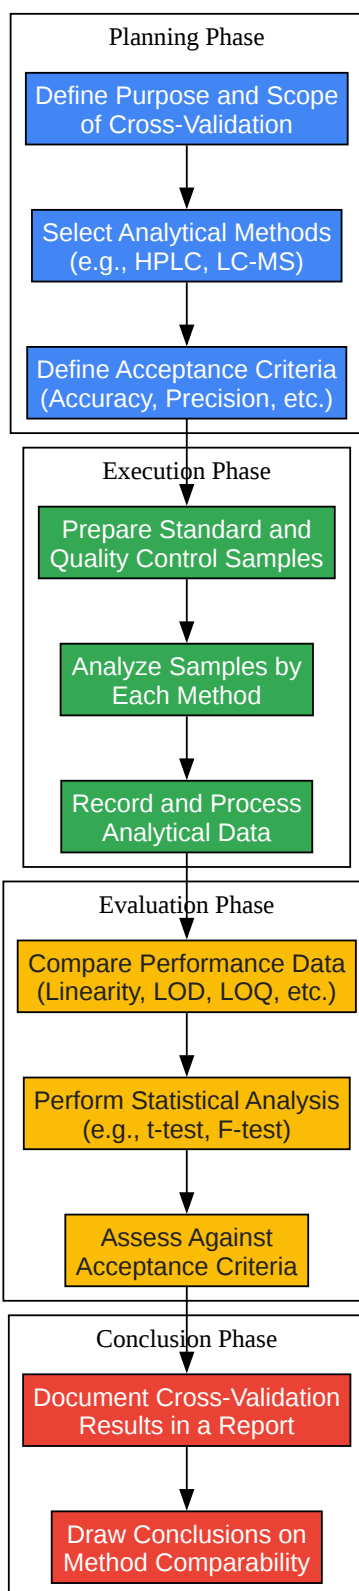 Planning Phase
Define Purpose and Scope
of Cross-Validation
Select Analytical Methods
(e.g., HPLC, LC-MS)
Define Acceptance Criteria
(Accuracy, Precision, etc.)
Execution Phase
Prepare Standard and
Quality Control Samples
Analyze Samples by
Each Method
Record and Process
Analytical Data
Evaluation Phase
Compare Performance Data
(Linearity, LOD, LOQ, etc.)
Perform Statistical Analysis
(e.g., t-test, F-test)
Assess Against
Acceptance Criteria
Conclusion Phase
Document Cross-Validation
Results in a Report
Draw Conclusions on
Method Comparability